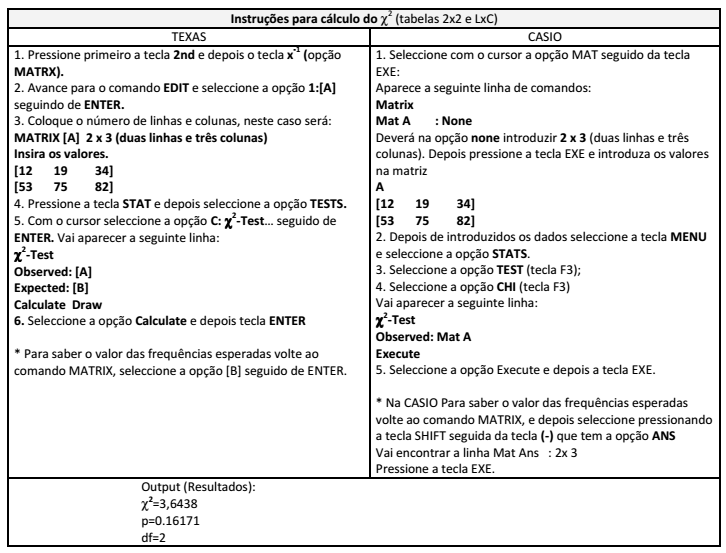 Instruções para cálculo do χ² (tabelas 2x2 e LxC)
TEXAS
1. Pressione primeiro a tecla 2nd e depois o tecla x⁻¹ (opção
MATRX).
2. Avance para o comando EDIT e seleccione a opção 1:[A]
seguindo de ENTER.
3. Coloque o número de linhas e colunas, neste caso será:
MATRIX [A] 2 x 3 (duas linhas e três colunas)
Insira os valores.
[12 19 34]
[53 75 82]
4. Pressione a tecla STAT e depois seleccione a opção TESTS.
5. Com o cursor seleccione a opção C: χ²-Test... seguido de
ENTER. Vai aparecer a seguinte linha:
χ²-Test
Observed: [A]
Expected: [B]
Calculate Draw
6. Seleccione a opção Calculate e depois tecla ENTER
* Para saber o valor das frequências esperadas volte ao
comando MATRIX, seleccione a opção [B] seguido de ENTER.
CASIO
1. Seleccione com o cursor a opção MAT seguido da tecla
EXE:
Aparece a seguinte linha de comandos:
Matrix
Mat A : None
Deverá na opção none introduzir 2 x 3 (duas linhas e três
colunas). Depois pressione a tecla EXE e introduza os valores
na matriz
A
[12 19 34]
[53 75 82]
2. Depois de introduzidos os dados seleccione a tecla MENU
e seleccione a opção STATS.
3. Seleccione a opção TEST (tecla F3);
4. Seleccione a opção CHI (tecla F3)
Vai aparecer a seguinte linha:
χ²-Test
Observed: Mat A
Execute
5. Seleccione a opção Execute e depois a tecla EXE.
* Na CASIO Para saber o valor das frequências esperadas
volte ao comando MATRIX, e depois seleccione pressionando
a tecla SHIFT seguida da tecla (-) que tem a opção ANS
Vai encontrar a linha Mat Ans : 2x 3
Pressione a tecla EXE.
Output (Resultados):
χ²=3,6438
p=0.16171
df=2